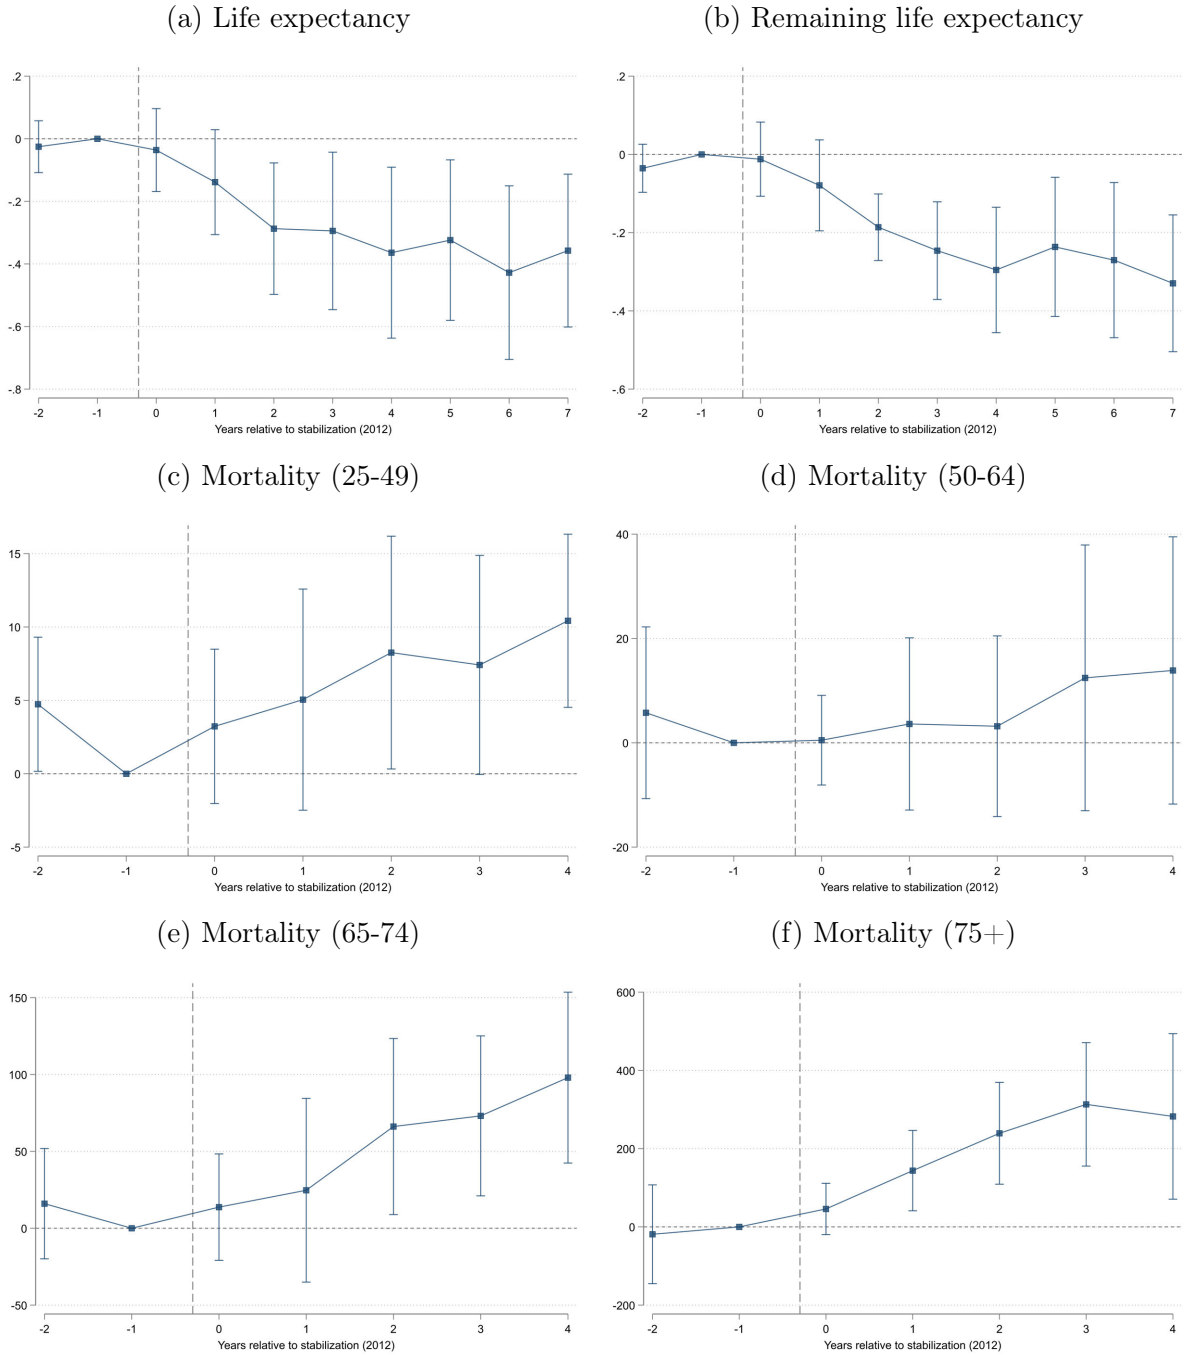 (a) Life expectancy
(b) Remaining life expectancy
.2
0
-.2
-.4
-.6
-.8
-2 -1 0 1 2 3 4 5 6 7
Years relative to stabilization (2012)
.2
0
-.2
-.4
-.6
-2 -1 0 1 2 3 4 5 6 7
Years relative to stabilization (2012)
(c) Mortality (25-49)
(d) Mortality (50-64)
15
10
5
0
-5
-2 -1 0 1 2 3 4
Years relative to stabilization (2012)
40
20
0
-20
-2 -1 0 1 2 3 4
Years relative to stabilization (2012)
(e) Mortality (65-74)
(f) Mortality (75+)
150
100
50
0
-50
-2 -1 0 1 2 3 4
Years relative to stabilization (2012)
600
400
200
0
-200
-2 -1 0 1 2 3 4
Years relative to stabilization (2012)